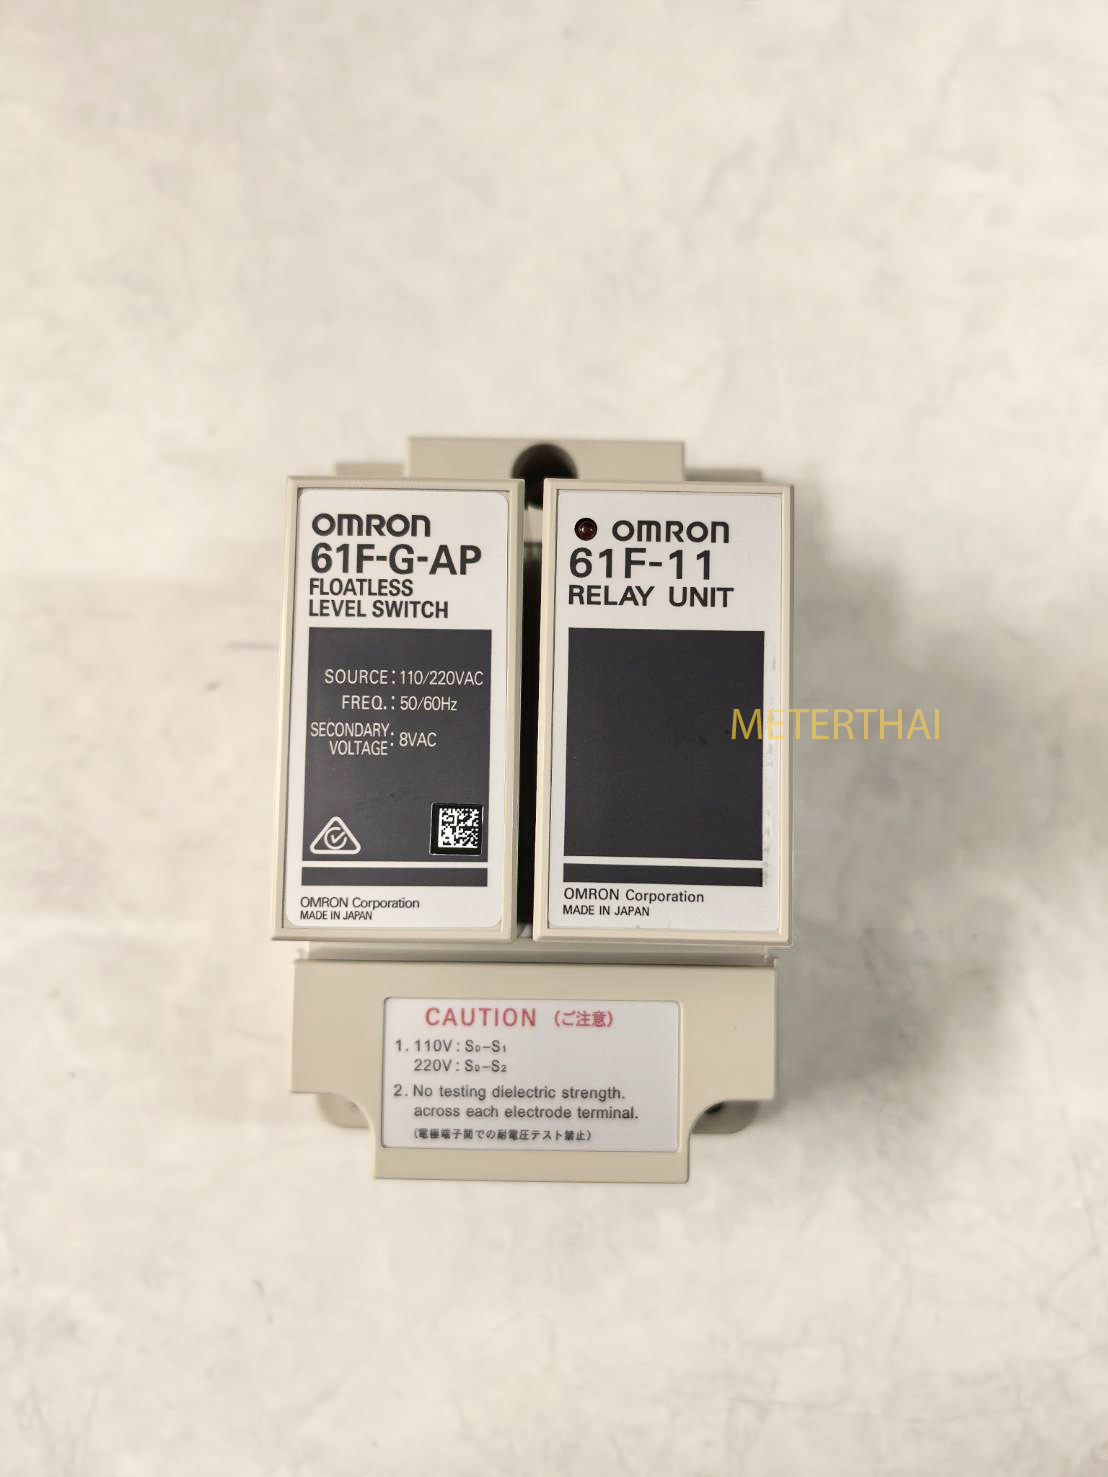 OMRON
61F-G-AP
FLOATLESS
LEVEL SWITCH
SOURCE: 110/220VAC
FREQ.: 50/60Hz
SECONDARY VOLTAGE: 8VAC
OMRON Corporation
MADE IN JAPAN
OMRON
61F-11
RELAY UNIT
OMRON Corporation
MADE IN JAPAN
METERTHAI
CAUTION (ご注意)
1. 110V: S₀-S₁
220V: S₀-S₂
2. No testing dielectric strength.
across each electrode terminal.
(電極端子間での耐電圧テスト禁止)